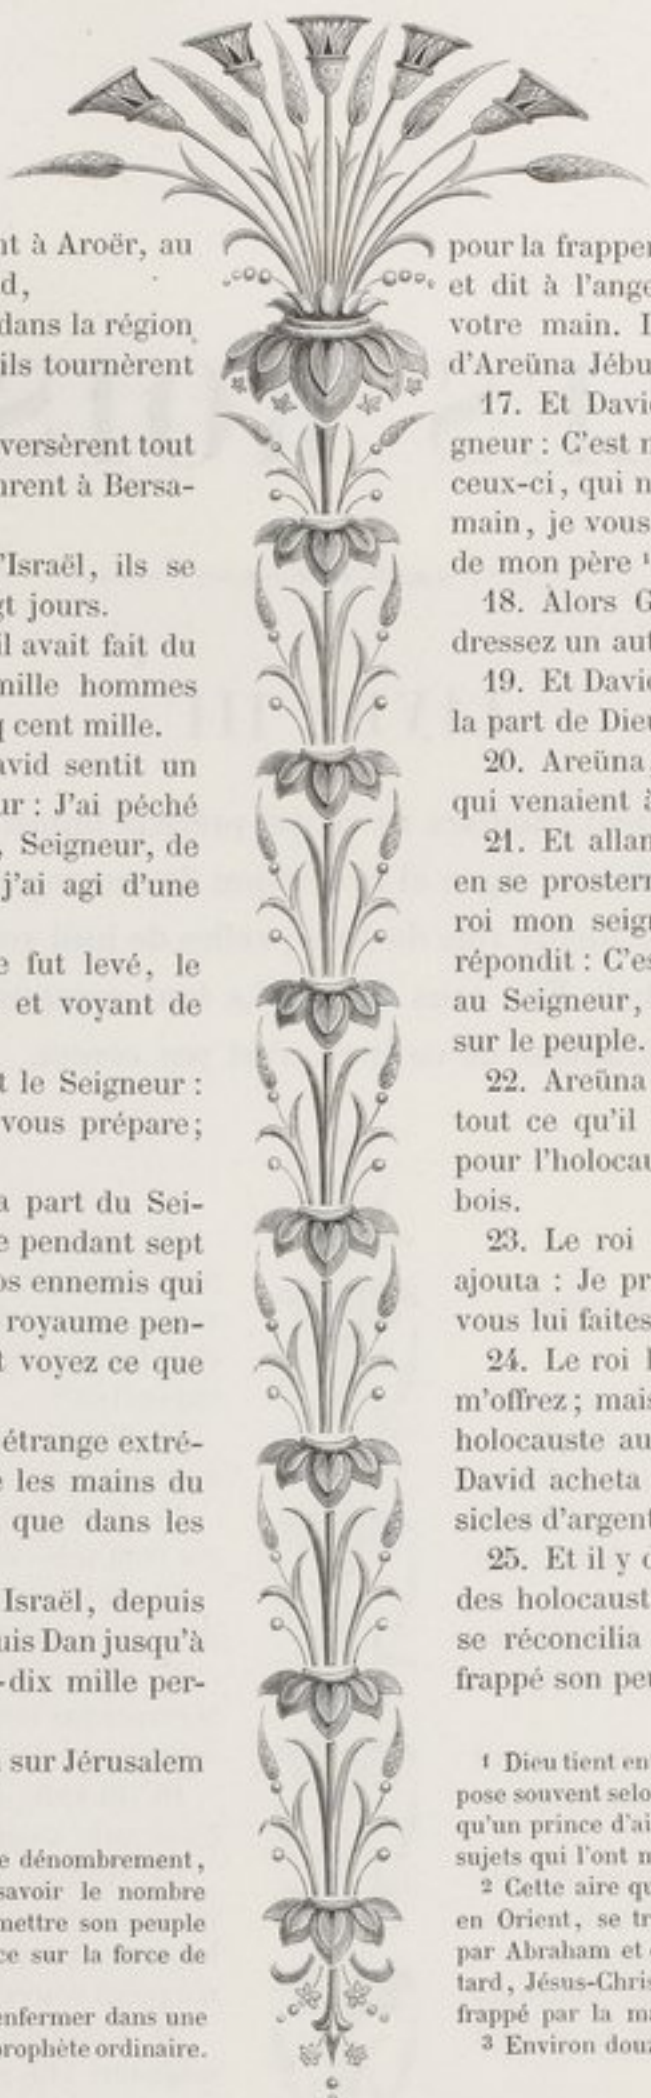 nt à Aroër, au
d,
dans la région
ils tournèrent
versèrent tout
nrent à Bersa-
'Israël, ils se
gt jours.
il avait fait du
mille hommes
q cent mille.
avid sentit un
ur : J'ai péché
, Seigneur, de
j'ai agi d'une
e fut levé, le
et voyant de
t le Seigneur :
vous prépare;
a part du Sei-
e pendant sept
os ennemis qui
royaume pen-
t voyez ce que
étrange extré-
e les mains du
que dans les
Israël, depuis
uis Dan jusqu'à
-dix mille per-
sur Jérusalem
e dénombrement,
savoir le nombre
mettre son peuple
ce sur la force de
enfermer dans une
prophète ordinaire.
pour la frapper
et dit à l'ange
votre main. L
d'Areüna Jébu
17. Et David
gneur : C'est m
ceux-ci, qui n
main, je vous
de mon père 1
18. Alors G
dressez un aut
19. Et David
la part de Dieu
20. Areüna,
qui venaient à
21. Et allan
en se prostern
roi mon seign
répondit : C'es
au Seigneur,
sur le peuple.
22. Areüna
tout ce qu'il
pour l'holocau
bois.
23. Le roi
ajouta : Je pr
vous lui faites
24. Le roi l
m'offrez; mais
holocauste au
David acheta
sicles d'argent
25. Et il y d
des holocaust
se réconcilia
frappé son peu
1 Dieu tient en
pose souvent selo
qu'un prince d'ai
sujets qui l'ont m
2 Cette aire qu
en Orient, se tr
par Abraham et
tard, Jésus-Chris
frappé par la ma
3 Environ douz